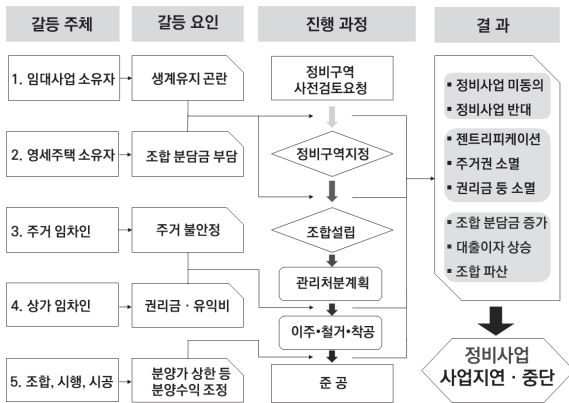 갈등 주체
갈등 요인
진행 과정
결 과
1. 임대사업 소유자
2. 영세주택 소유자
3. 주거 임차인
4. 상가 임차인
5. 조합, 시행, 시공
생계유지 곤란
조합 분담금 부담
주거 불안정
권리금 · 유익비
분양가 상한 등
분양수익 조정
정비구역
사전검토요청
정비구역지정
조합설립
관리처분계획
이주•철거•착공
준 공
▪ 정비사업 미동의
▪ 정비사업 반대
▪ 젠트리피케이션
▪ 주거권 소멸
▪ 권리금 등 소멸
▪ 조합 분담금 증가
▪ 대출이자 상승
▪ 조합 파산
정비사업
사업지연 · 중단